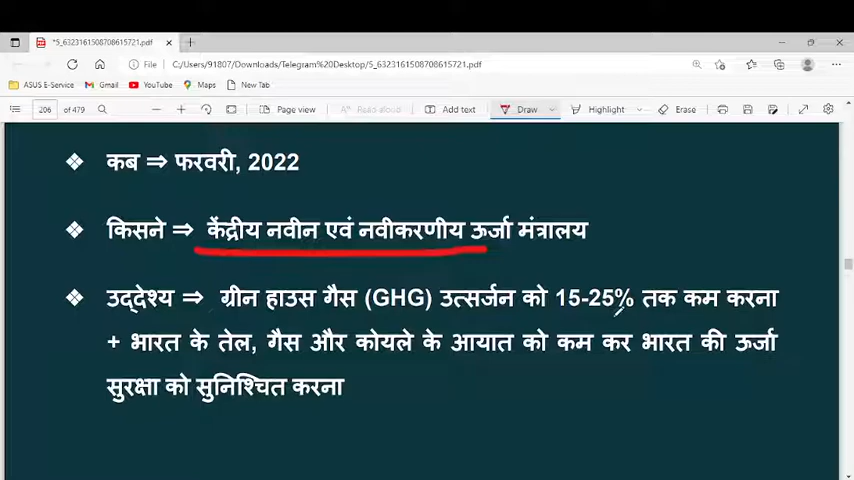 *5_6323161508708615721.pdf
File C:/Users/91807/Downloads/Telegram%20Desktop/5_6323161508708615721.pdf
ASUS E-Service Gmail YouTube Maps New Tab
206 of 479 Page view Read aloud Add text Draw Highlight Erase
❖ कब ⇒ फरवरी, 2022
❖ किसने ⇒ केंद्रीय नवीन एवं नवीकरणीय ऊर्जा मंत्रालय
❖ उद्देश्य ⇒ ग्रीन हाउस गैस (GHG) उत्सर्जन को 15-25% तक कम करना
+ भारत के तेल, गैस और कोयले के आयात को कम कर भारत की ऊर्जा
सुरक्षा को सुनिश्चित करना